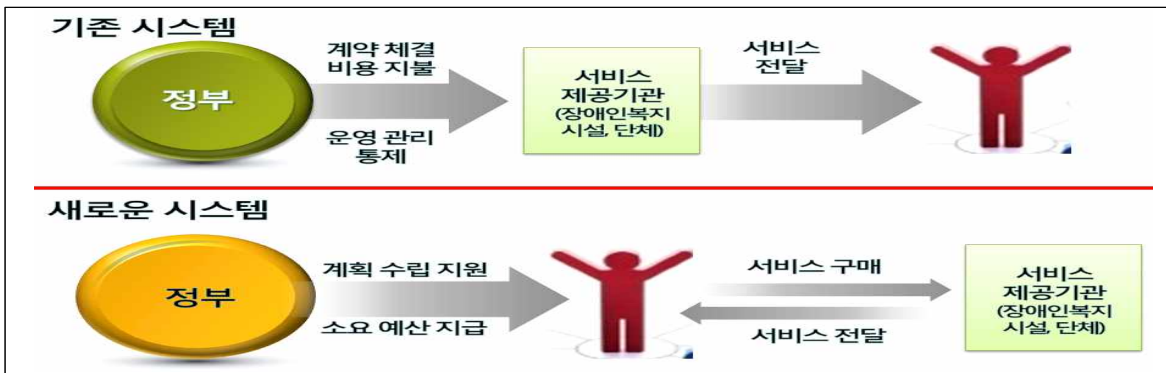 기존 시스템
정부
계약 체결
비용 지불
운영 관리
통제
서비스
제공기관
(장애인복지
시설, 단체)
서비스
전달
새로운 시스템
정부
계획 수립 지원
소요 예산 지급
서비스 구매
서비스 전달
서비스
제공기관
(장애인복지
시설, 단체)